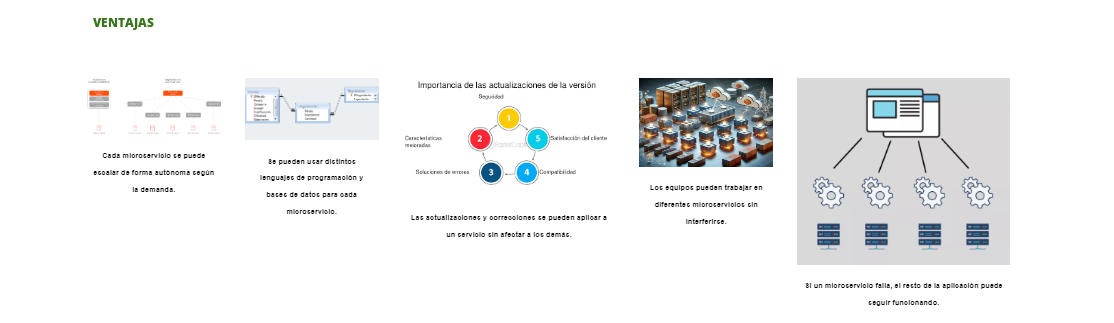 VENTAJAS
Cada microservicio se puede
escalar de forma autónoma según
la demanda.
Se pueden usar distintos
lenguajes de programación y
bases de datos para cada
microservicio.
Importancia de las actualizaciones de la versión
Seguridad
1
2
5
3
4
Características
mejoradas
Satisfacción del cliente
Soluciones de errores
Compatibilidad
Las actualizaciones y correcciones se pueden aplicar a
un servicio sin afectar a los demás.
Los equipos pueden trabajar en
diferentes microservicios sin
interferirse.
Si un microservicio falla, el resto de la aplicación puede
seguir funcionando.